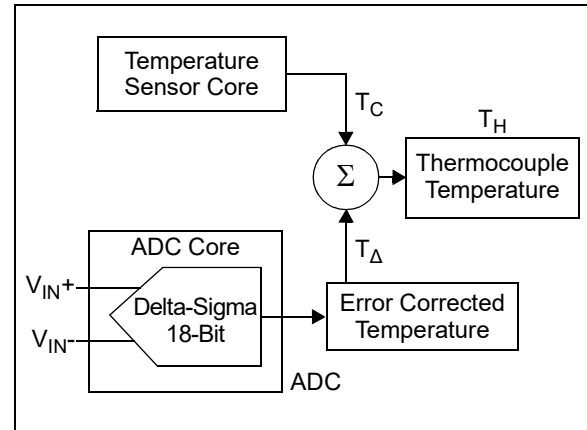 Temperature
Sensor Core
T_C
T_H
Σ
Thermocouple
Temperature
ADC Core
T_Δ
V_IN+
Delta-Sigma
18-Bit
V_IN-
Error Corrected
Temperature
ADC